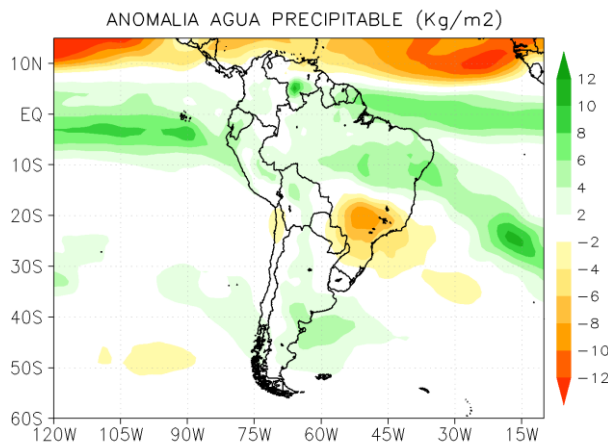 ANOMALIA AGUA PRECIPITABLE (Kg/m2)
10N
EQ
10S
20S
30S
40S
50S
60S
120W 105W 90W 75W 60W 45W 30W 15W
12
10
8
6
4
2
-2
-4
-6
-8
-10
-12